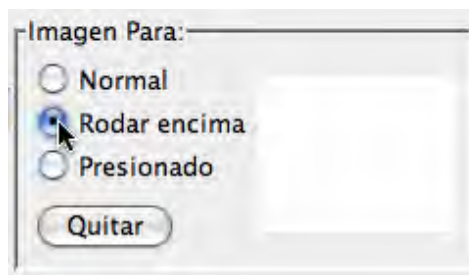 Imagen Para:
Normal
Rodar encima
Presionado
Quitar